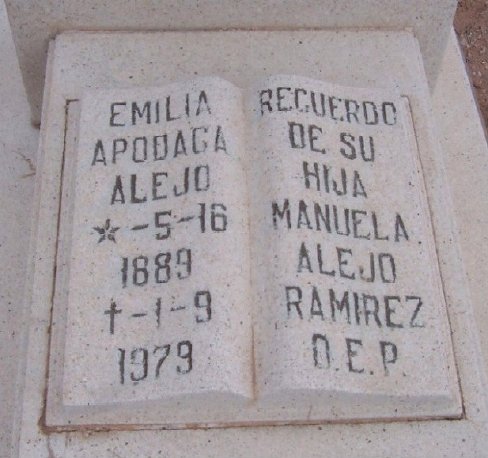 EMILIA
APODACA
ALEJO
☆-5-16
1889
✝-1-9
1979
RECUERDO
DE SU
HIJA
MANUELA
ALEJO
RAMIREZ
D.E.P.